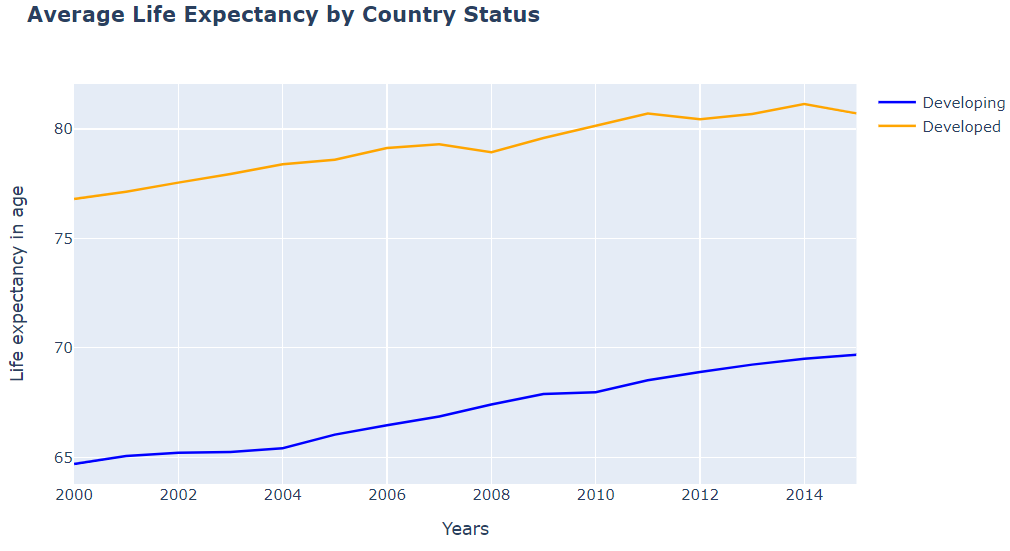 Average Life Expectancy by Country Status
Developing
Developed
Life expectancy in age
80
75
70
65
2000 2002 2004 2006 2008 2010 2012 2014
Years